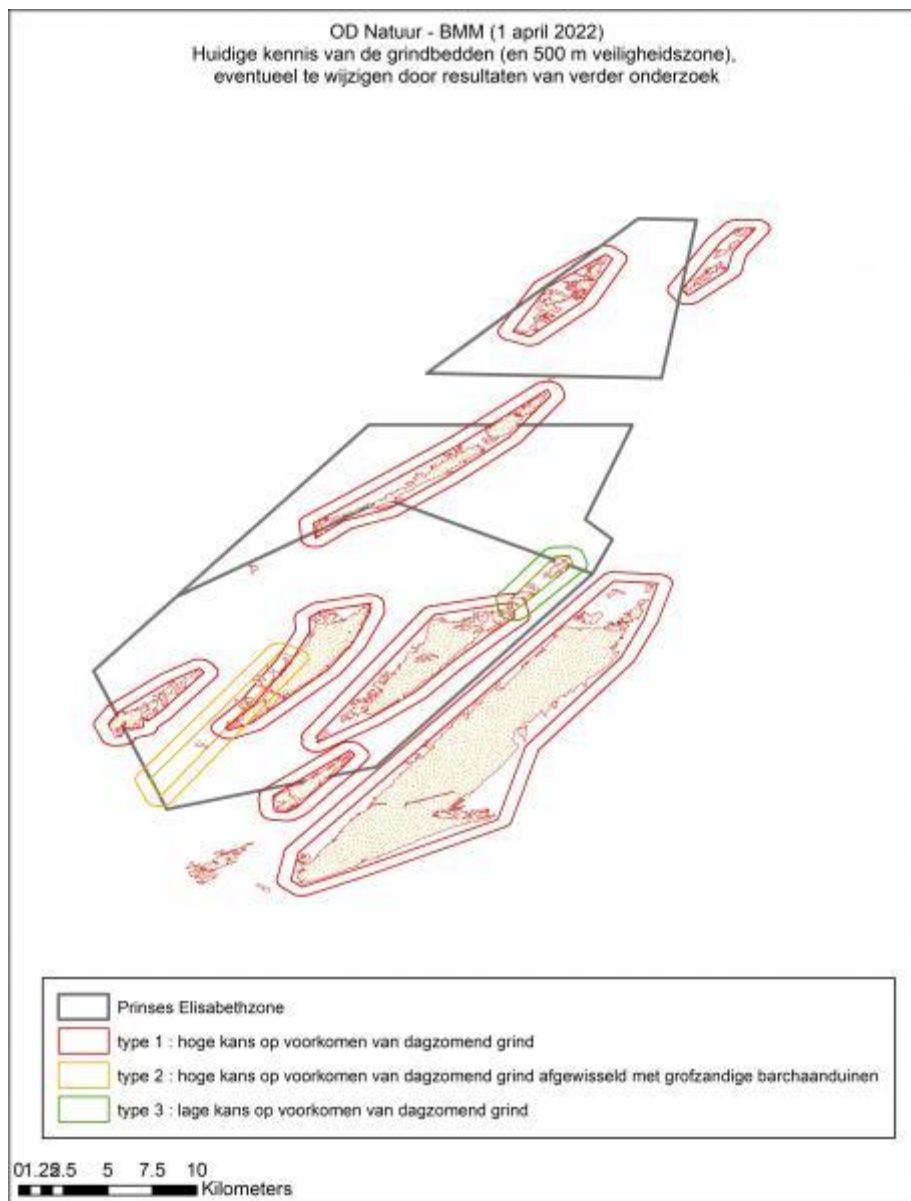 OD Natuur - BMM (1 april 2022)
Huidige kennis van de grindbedden (en 500 m veiligheidszone),
eventueel te wijzigen door resultaten van verder onderzoek
Prinses Elisabethzone
type 1 : hoge kans op voorkomen van dagzomend grind
type 2 : hoge kans op voorkomen van dagzomend grind afgewisseld met grofzandige barchaanduinen
type 3 : lage kans op voorkomen van dagzomend grind
5 7.5 10
Kilometers